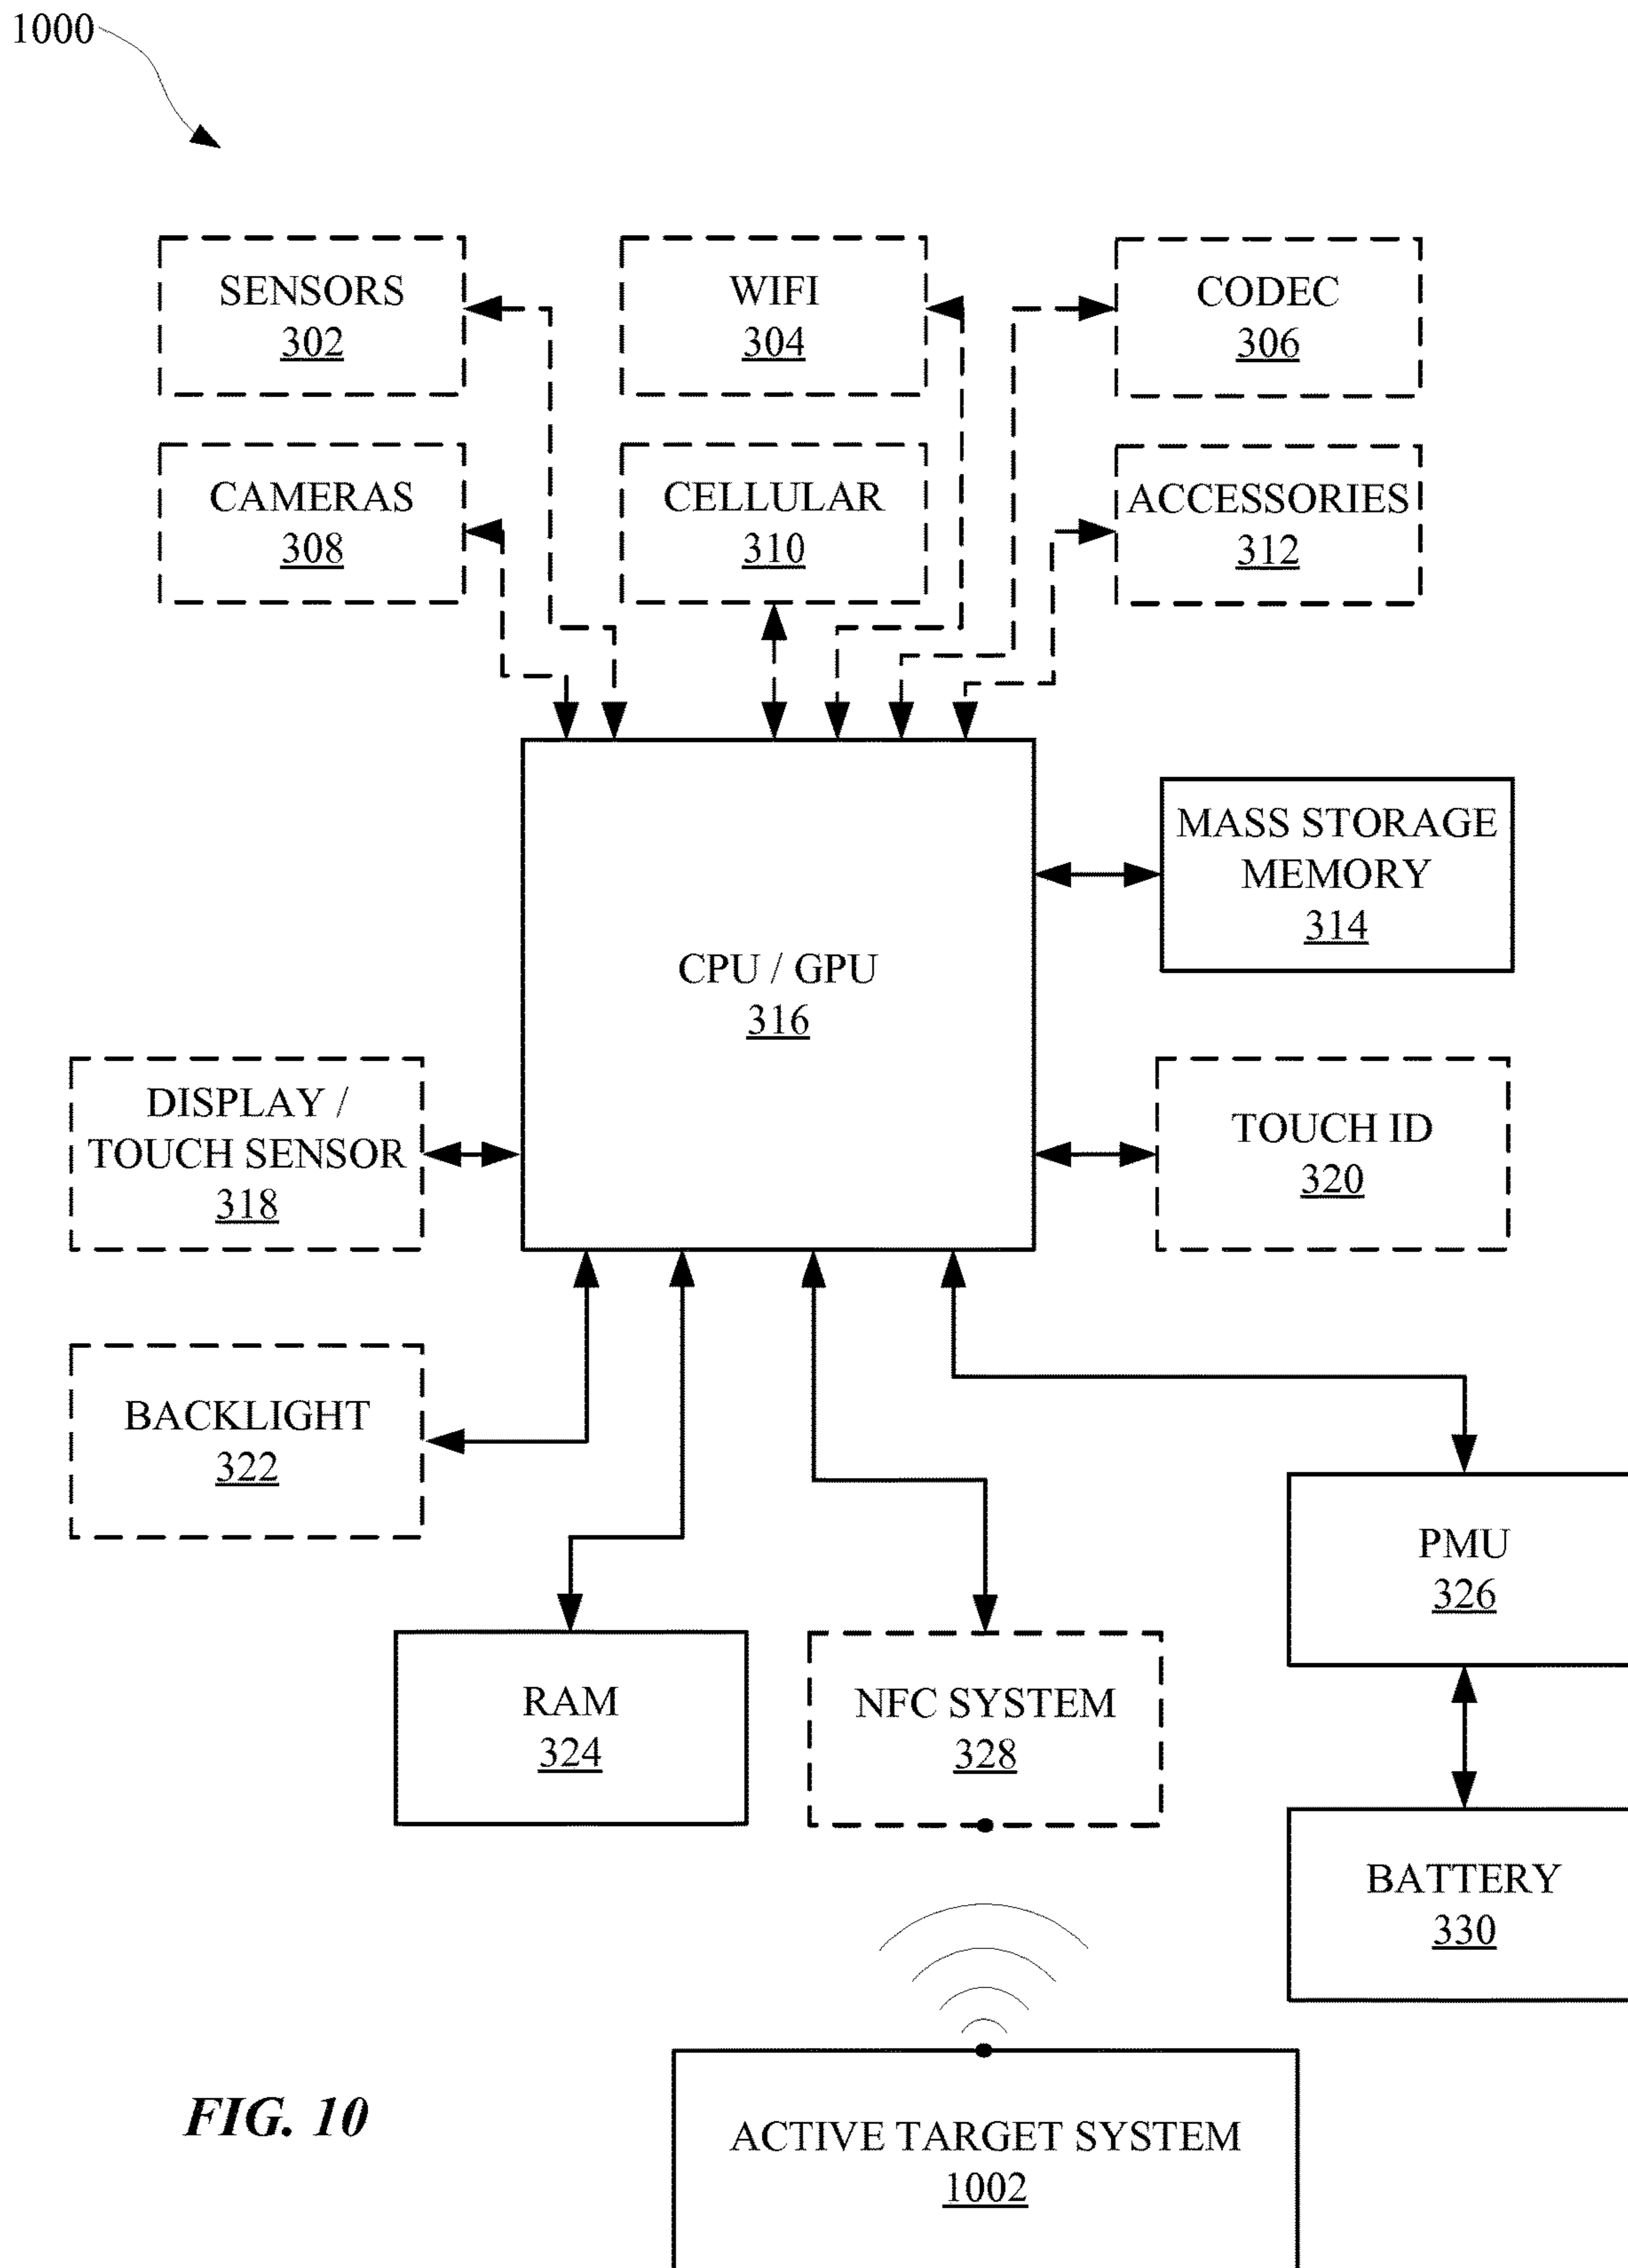 1000
SENSORS
302
WIFI
304
CODEC
306
CAMERAS
308
CELLULAR
310
ACCESSORIES
312
MASS STORAGE
MEMORY
314
CPU / GPU
316
DISPLAY /
TOUCH SENSOR
318
TOUCH ID
320
BACKLIGHT
322
PMU
326
RAM
324
NFC SYSTEM
328
BATTERY
330
FIG. 10
ACTIVE TARGET SYSTEM
1002